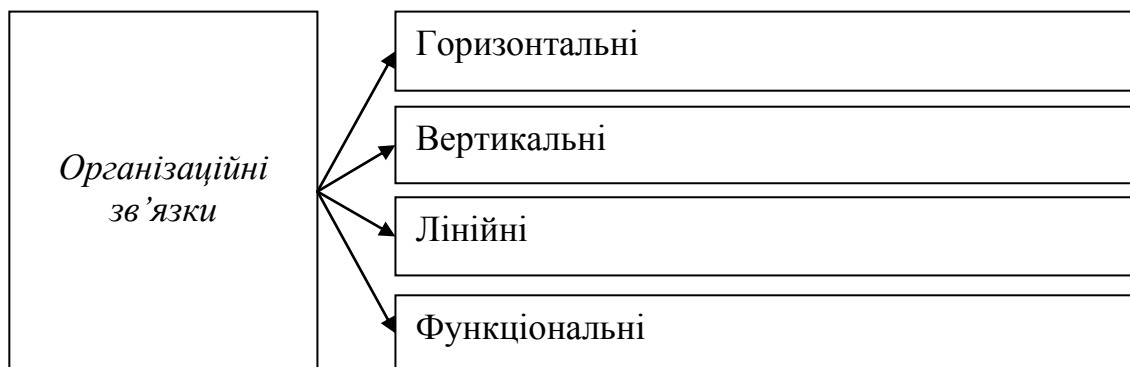 Організаційні
зв’язки
Горизонтальні
Вертикальні
Лінійні
Функціональні